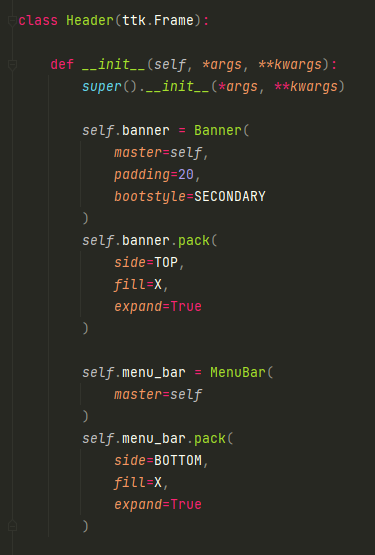 class Header(ttk.Frame):
def __init__(self, *args, **kwargs):
super().__init__(*args, **kwargs)
self.banner = Banner(
master=self,
padding=20,
bootstyle=SECONDARY
)
self.banner.pack(
side=TOP,
fill=X,
expand=True
)
self.menu_bar = MenuBar(
master=self
)
self.menu_bar.pack(
side=BOTTOM,
fill=X,
expand=True
)